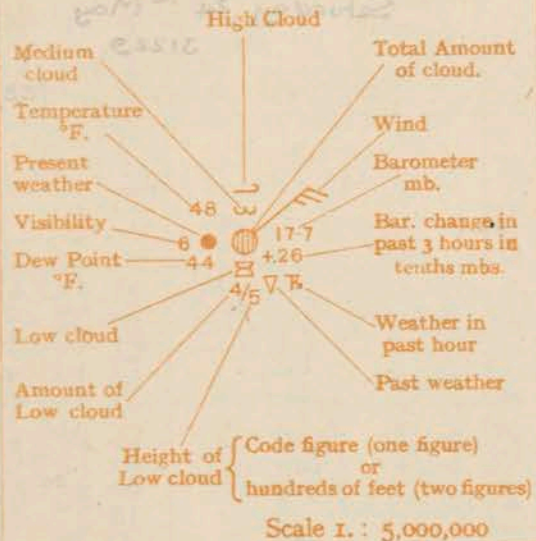 High Cloud
Medium cloud
Total Amount of cloud.
Temperature °F.
Wind
Present weather
Barometer mb.
48
Visibility
6
17·7
Bar. change in past 3 hours in tenths mbs.
+.26
Dew Point °F.
44
4/5
Low cloud
Weather in past hour
Amount of Low cloud
Past weather
Height of Low cloud
Code figure (one figure)
or
hundreds of feet (two figures)
Scale 1. : 5,000,000